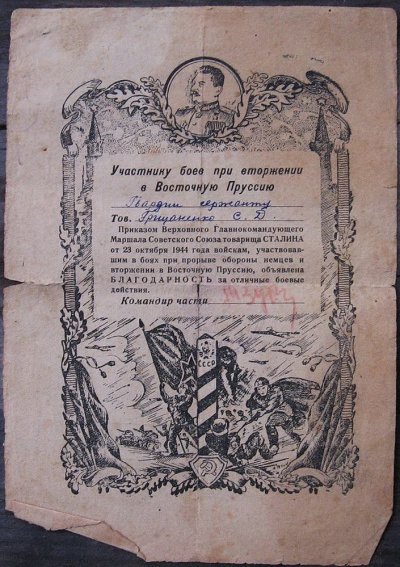 Участнику боев при вторжении
в Восточную Пруссию
Гвардии сержанту
Тов. Грищаненко С. Д.
Приказом Верховного Главнокомандующего
Маршала Советского Союза товарища СТАЛИНА
от 23 октября 1944 года войскам, участвовав-
шим в боях при прорыве обороны немцев и
вторжении в Восточную Пруссию, объявлена
БЛАГОДАРНОСТЬ за отличные боевые
действия.
Командир части
СССР